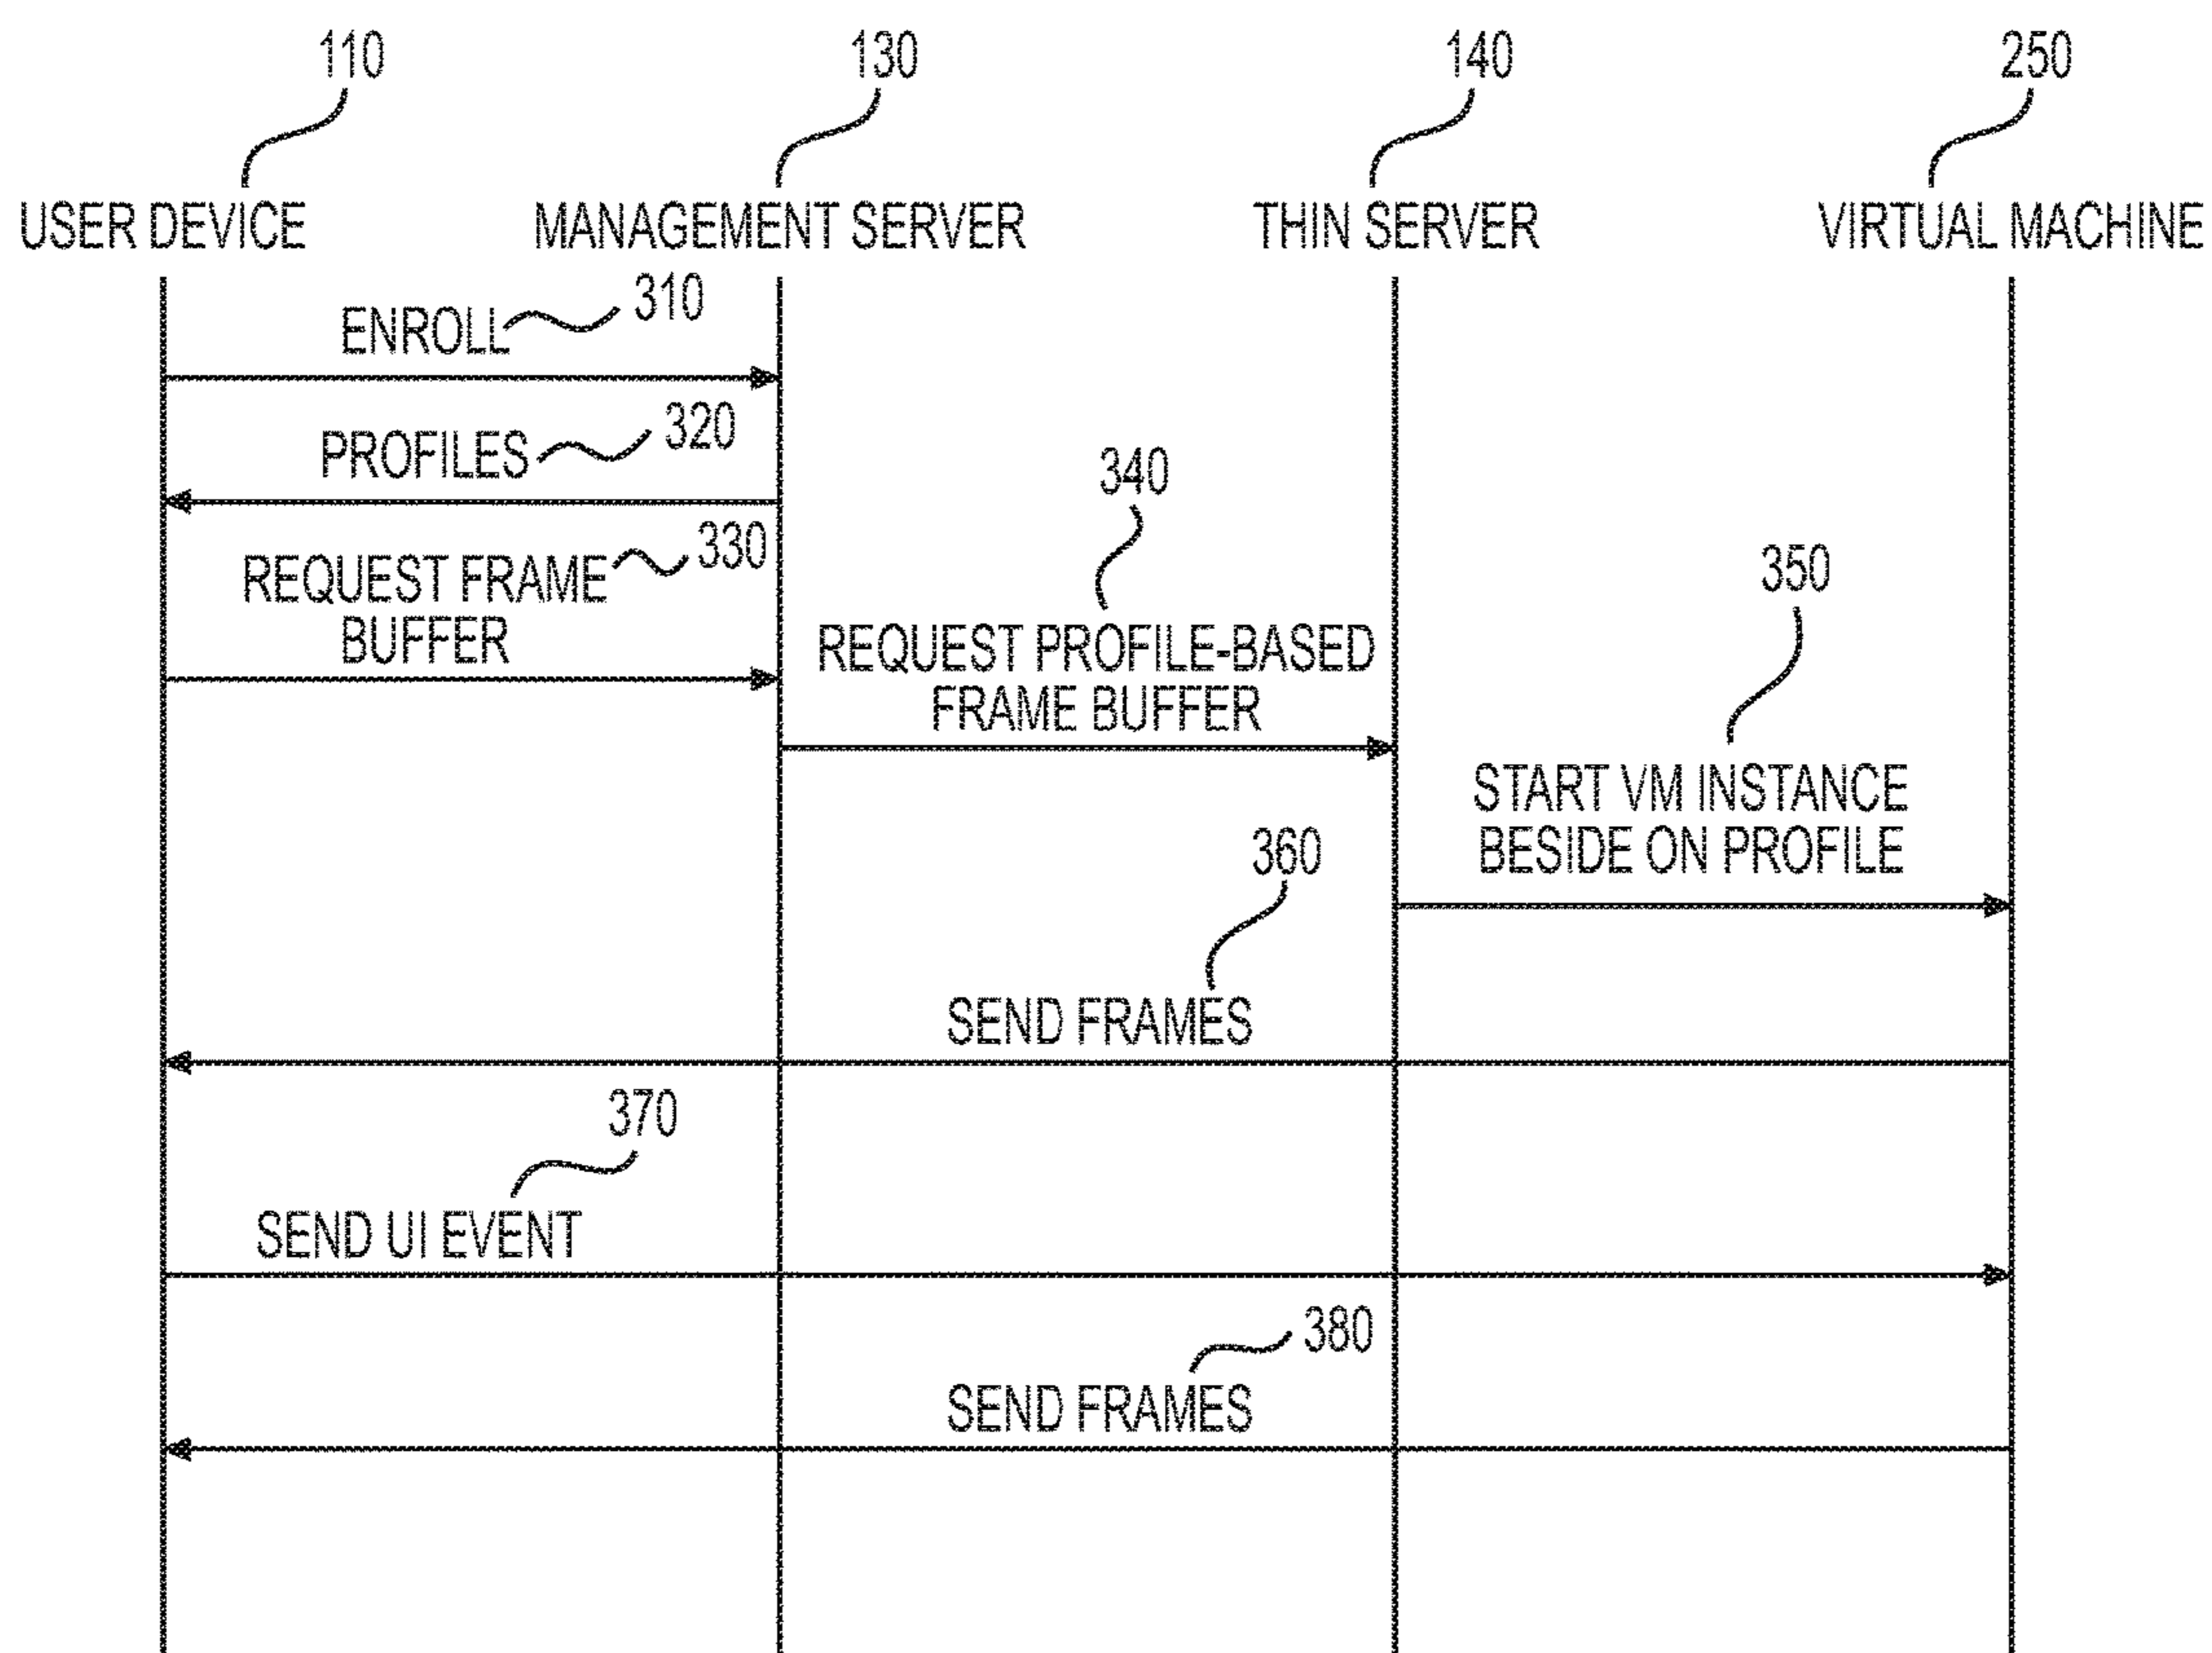 110
130
140
250
USER DEVICE
MANAGEMENT SERVER
THIN SERVER
VIRTUAL MACHINE
310
ENROLL
320
PROFILES
330
REQUEST FRAME
BUFFER
340
REQUEST PROFILE-BASED
FRAME BUFFER
350
START VM INSTANCE
BESIDE ON PROFILE
360
SEND FRAMES
370
SEND UI EVENT
380
SEND FRAMES